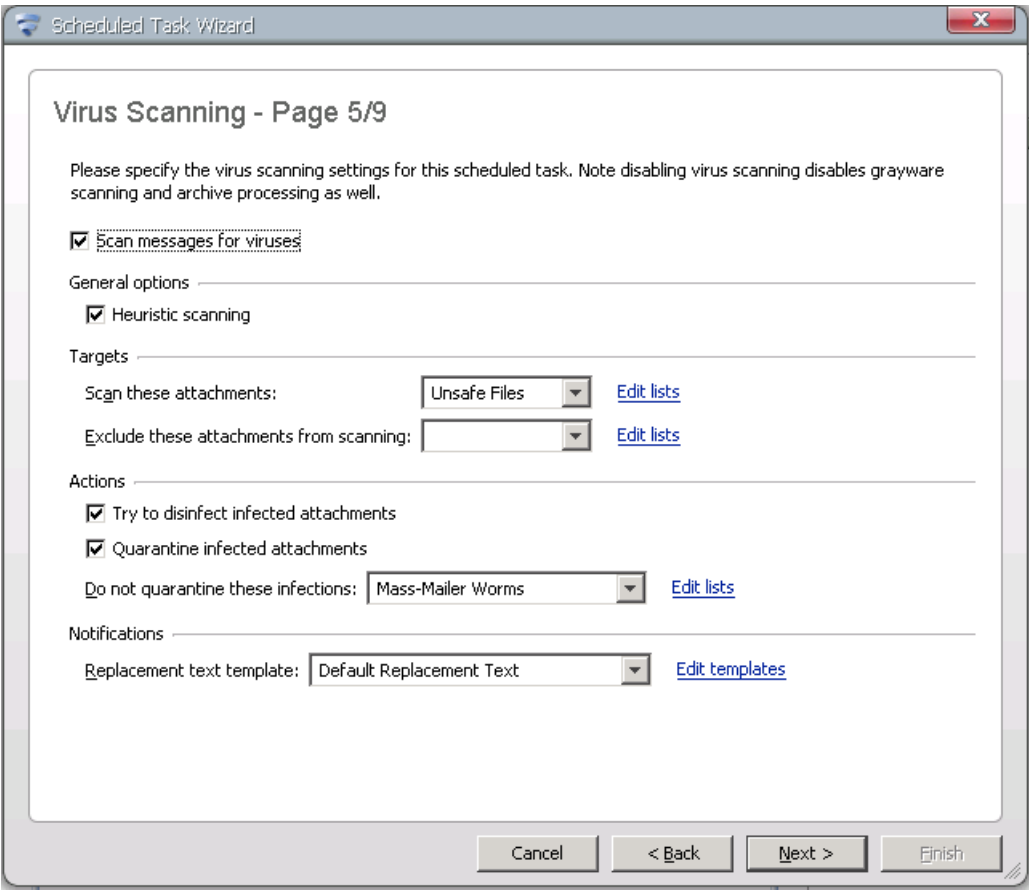 Scheduled Task Wizard
Virus Scanning - Page 5/9
Please specify the virus scanning settings for this scheduled task. Note disabling virus scanning disables grayware
scanning and archive processing as well.
Scan messages for viruses
General options
Heuristic scanning
Targets
Scan these attachments: Unsafe Files Edit lists
Exclude these attachments from scanning: Edit lists
Actions
Try to disinfect infected attachments
Quarantine infected attachments
Do not quarantine these infections: Mass-Mailer Worms Edit lists
Notifications
Replacement text template: Default Replacement Text Edit templates
Cancel < Back Next > Finish